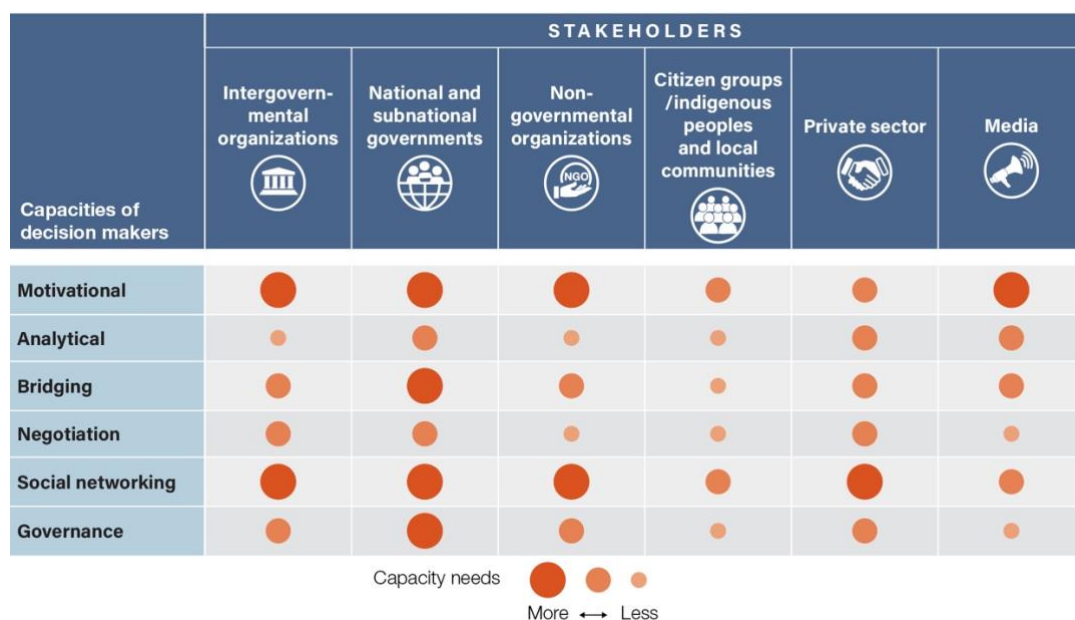 STAKEHOLDERS
Capacities of
decision makers
Intergovern-
mental
organizations
National and
subnational
governments
Non-
governmental
organizations
NGO
Citizen groups
/indigenous
peoples
and local
communities
Private sector
Media
Motivational
Analytical
Bridging
Negotiation
Social networking
Governance
Capacity needs
More ↔ Less